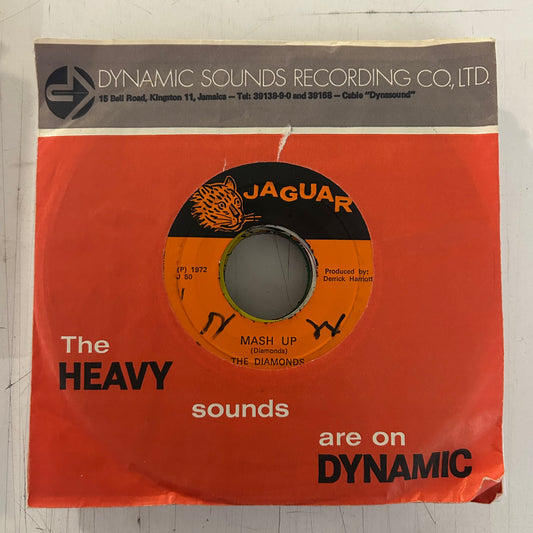 DYNAMIC SOUNDS RECORDING CO., LTD.
15 Bell Road, Kingston 11, Jamaica — Tel: 39138-9-0 and 39168 — Cable "Dynasound"
JAGUAR
(P) 1972
J 50
Produced by:
Derrick Harriott
MASH UP
(Diamonds)
THE DIAMONDS
The
HEAVY
sounds
are on
DYNAMIC